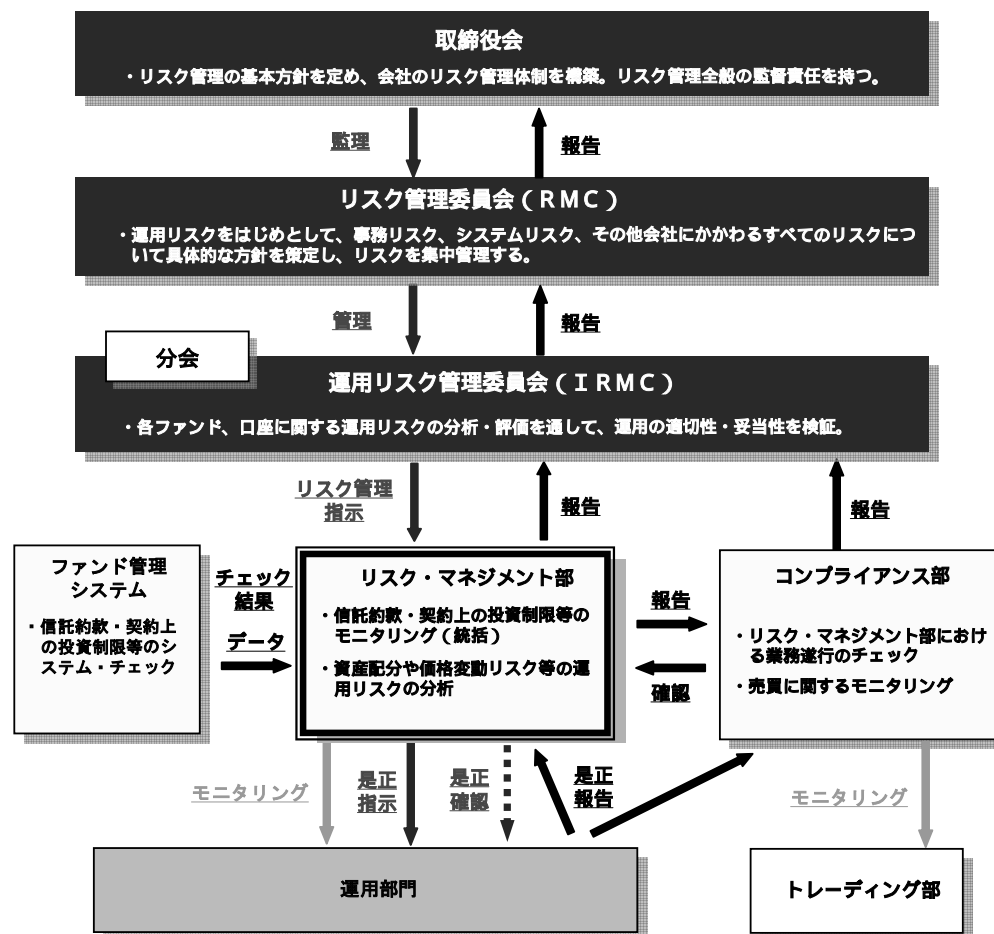 取締役会
・リスク管理の基本方針を定め、会社のリスク管理体制を構築。リスク管理全般の監督責任を持つ。
監理
報告
リスク管理委員会（ＲＭＣ）
・運用リスクをはじめとして、事務リスク、システムリスク、その他会社にかかわるすべてのリスクにつ
いて具体的な方針を策定し、リスクを集中管理する。
管理
報告
分会
運用リスク管理委員会（ＩＲＭＣ）
・各ファンド、口座に関する運用リスクの分析・評価を通して、運用の適切性・妥当性を検証。
リスク管理
指示
報告
報告
ファンド管理
システム
・信託約款・契約上
の投資制限等のシ
ステム・チェック
チェック
結果
データ
リスク・マネジメント部
・信託約款・契約上の投資制限等の
モニタリング（統括）
・資産配分や価格変動リスク等の運
用リスクの分析
報告
確認
コンプライアンス部
・リスク・マネジメント部におけ
る業務遂行のチェック
・売買に関するモニタリング
モニタリング
是正
指示
是正
確認
是正
報告
モニタリング
運用部門
トレーディング部